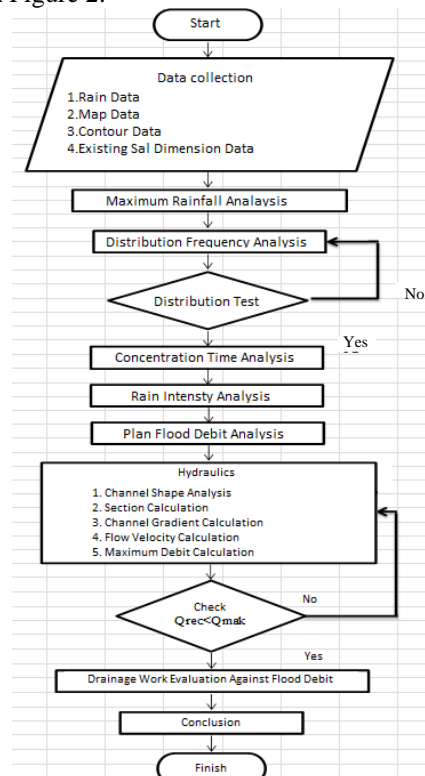 Figure 2.
Start
Data collection
1.Rain Data
2.Map Data
3.Contour Data
4.Existing Sal Dimension Data
Maximum Rainfall Analaysis
Distribution Frequency Analysis
Distribution Test
No
Yes
Concentration Time Analysis
Rain Intensty Analysis
Plan Flood Debit Analysis
Hydraulics
1. Channel Shape Analysis
2. Section Calculation
3. Channel Gradient Calculation
4. Flow Velocity Calculation
5. Maximum Debit Calculation
Check
Qrec<Qmak
No
Yes
Drainage Work Evaluation Against Flood Debit
Conclusion
Finish